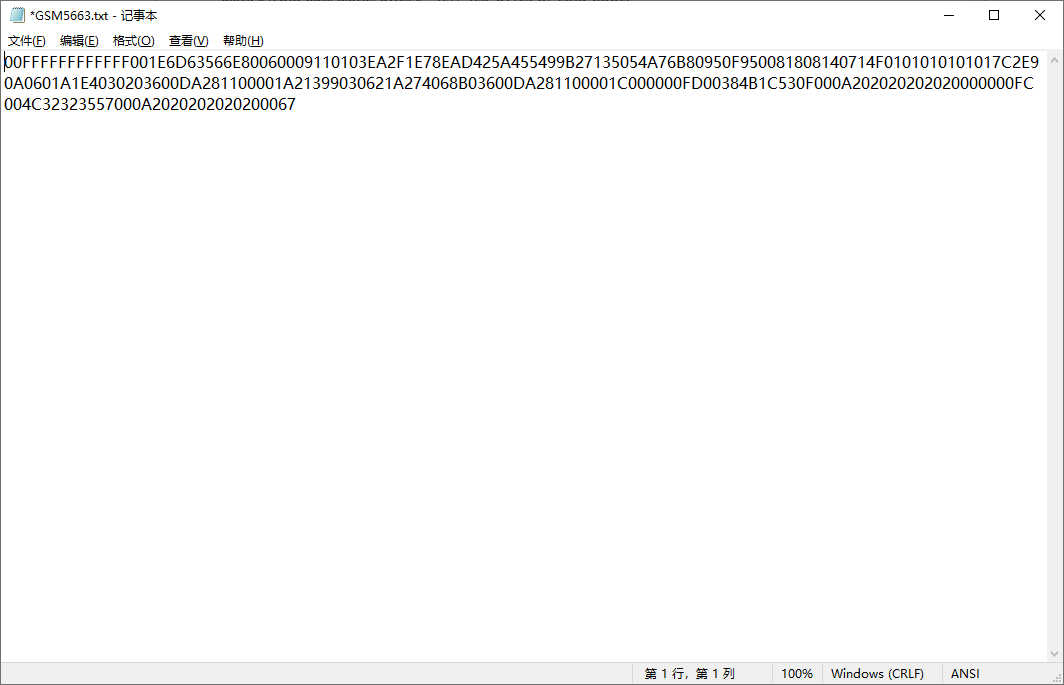 *GSM5663.txt - 记事本
文件(F) 编辑(E) 格式(O) 查看(V) 帮助(H)
00FFFFFFFFFFFF001E6D63566E80060009110103EA2F1E78EAD425A455499B27135054A76B80950F950081808140714F0101010101017C2E9
0A0601A1E4030203600DA281100001A21399030621A274068B03600DA281100001C000000FD00384B1C530F000A202020202020000000FC
004C32323557000A2020202020200067
第 1 行，第 1 列 100% Windows (CRLF) ANSI